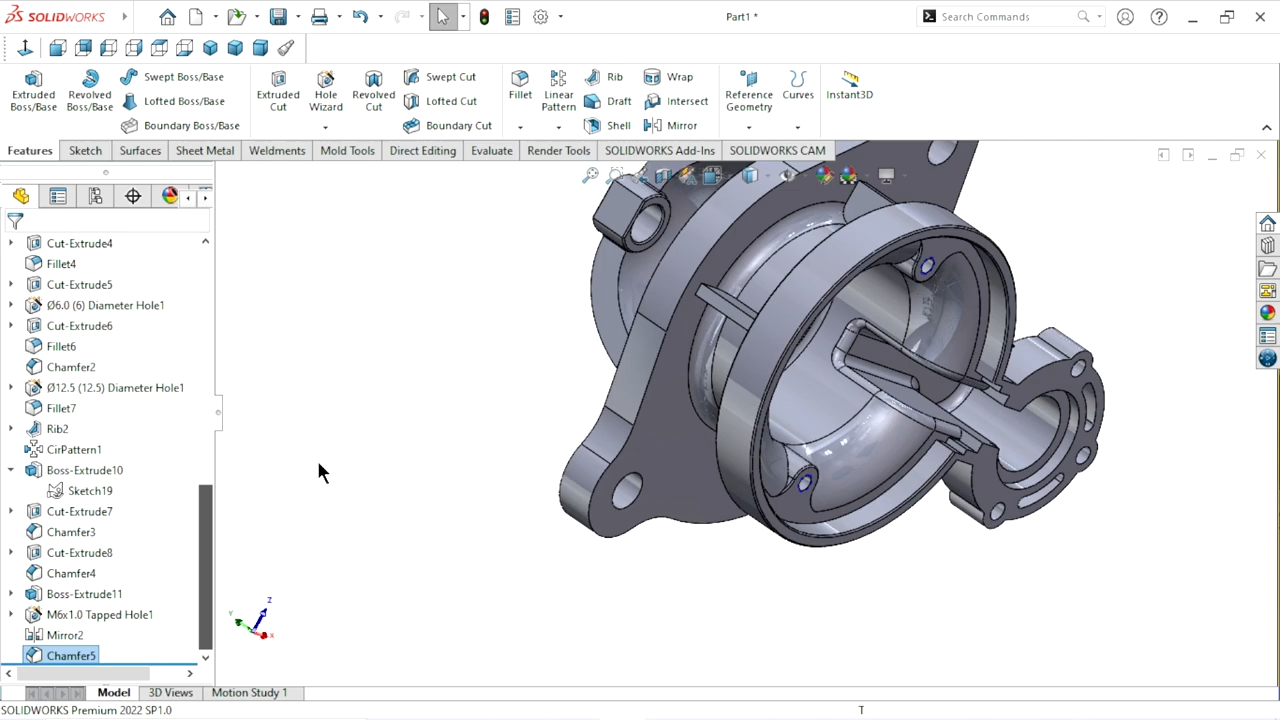 SOLIDWORKS
Part1 *
Search Commands
Extruded Boss/Base
Revolved Boss/Base
Swept Boss/Base
Lofted Boss/Base
Boundary Boss/Base
Extruded Cut
Hole Wizard
Revolved Cut
Swept Cut
Lofted Cut
Boundary Cut
Fillet
Linear Pattern
Rib
Draft
Shell
Wrap
Intersect
Mirror
Reference Geometry
Curves
Instant3D
Features
Sketch
Surfaces
Sheet Metal
Weldments
Mold Tools
Direct Editing
Evaluate
Render Tools
SOLIDWORKS Add-Ins
SOLIDWORKS CAM
Cut-Extrude4
Fillet4
Cut-Extrude5
Ø6.0 (6) Diameter Hole1
Cut-Extrude6
Fillet6
Chamfer2
Ø12.5 (12.5) Diameter Hole1
Fillet7
Rib2
CirPattern1
Boss-Extrude10
Sketch19
Cut-Extrude7
Chamfer3
Cut-Extrude8
Chamfer4
Boss-Extrude11
M6x1.0 Tapped Hole1
Mirror2
Chamfer5
Z
Y
X
Model
3D Views
Motion Study 1
SOLIDWORKS Premium 2022 SP1.0
T